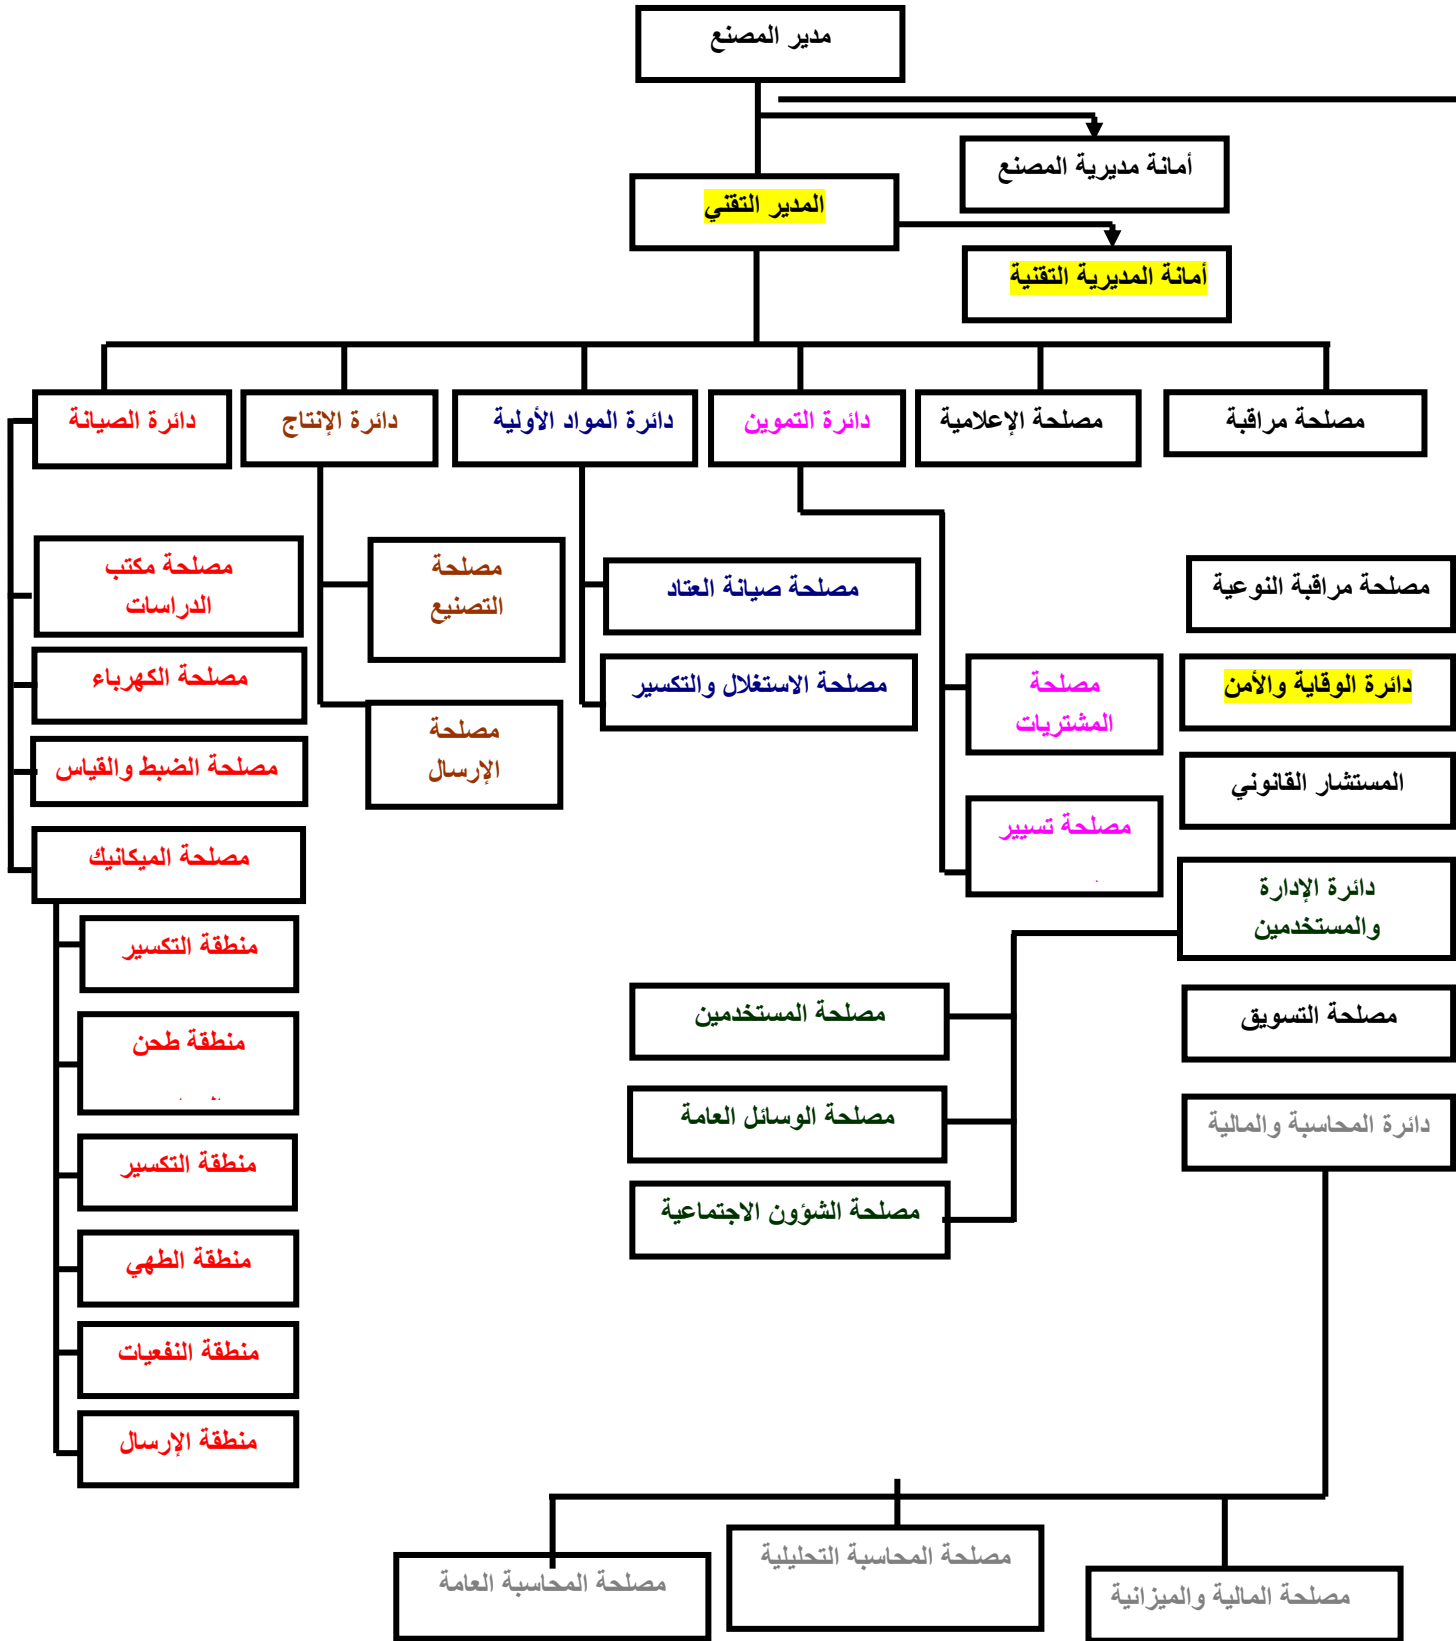 مدير المصنع
أمانة مديرية المصنع
المدير التقني
أمانة المديرية التقنية
مصلحة مراقبة
مصلحة الإعلامية
دائرة التموين
دائرة المواد الأولية
دائرة الإنتاج
دائرة الصيانة
مصلحة مراقبة النوعية
دائرة الوقاية والأمن
المستشار القانوني
دائرة الإدارة
والمستخدمين
مصلحة التسويق
دائرة المحاسبة والمالية
مصلحة
المشتريات
مصلحة تسيير
مصلحة صيانة العتاد
مصلحة الاستغلال والتكسير
مصلحة
التصنيع
مصلحة
الإرسال
مصلحة مكتب
الدراسات
مصلحة الكهرباء
مصلحة الضبط والقياس
مصلحة الميكانيك
منطقة التكسير
منطقة طحن
منطقة التكسير
منطقة الطهي
منطقة النفعيات
منطقة الإرسال
مصلحة المستخدمين
مصلحة الوسائل العامة
مصلحة الشؤون الاجتماعية
مصلحة المالية والميزانية
مصلحة المحاسبة التحليلية
مصلحة المحاسبة العامة